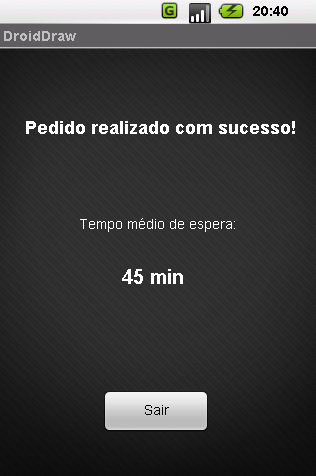 G 20:40
DroidDraw
Pedido realizado com sucesso!
Tempo médio de espera:
45 min
Sair